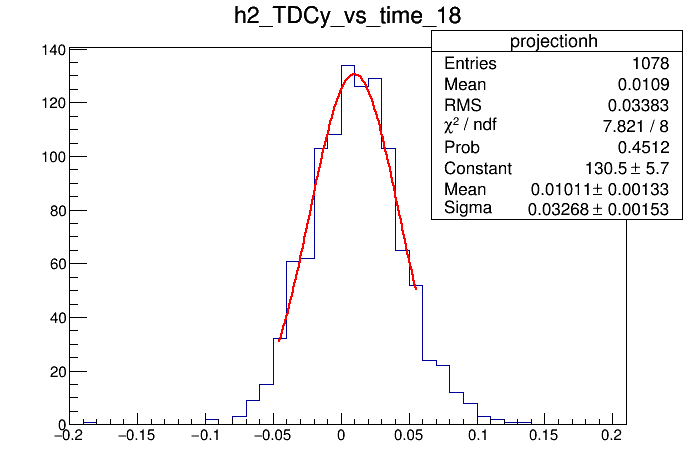 h2_TDCy_vs_time_18
projectionh
Entries 1078
Mean 0.0109
RMS 0.03383
χ² / ndf 7.821 / 8
Prob 0.4512
Constant 130.5 ± 5.7
Mean 0.01011 ± 0.00133
Sigma 0.03268 ± 0.00153
140
120
100
80
60
40
20
0
−0.2 −0.15 −0.1 −0.05 0 0.05 0.1 0.15 0.2